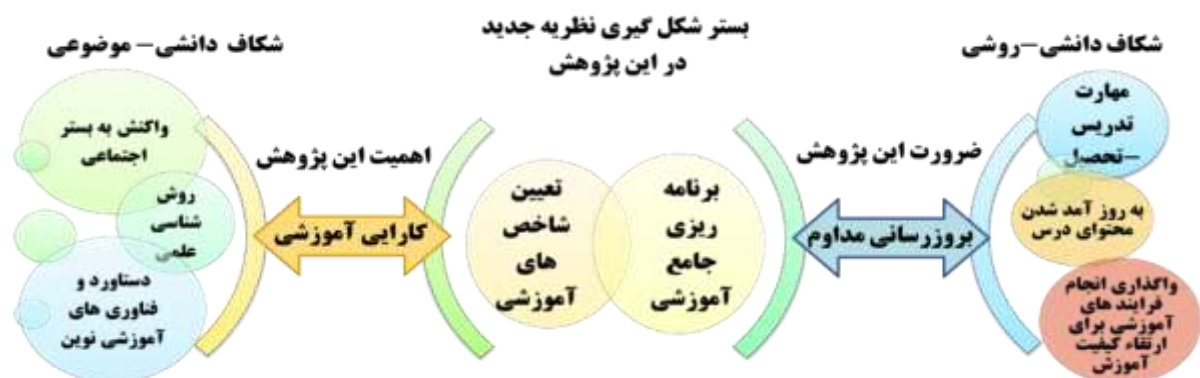 شکاف دانشی–روشی
مهارت
تدریس
–تحصیل
به روز آمد شدن
محتوای درس
واگذاری انجام
فرایند های
آموزشی برای
ارتقاء کیفیت
آموزش
ضرورت این پژوهش
بروزرسانی مداوم
بستر شکل گیری نظریه جدید
در این پژوهش
برنامه
ریزی
جامع
آموزشی
تعیین
شاخص
های
آموزشی
اهمیت این پژوهش
کارایی آموزشی
شکاف دانشی– موضوعی
واکنش به بستر
اجتماعی
روش
شناسی
علمی
دستاورد و
فناوری های
آموزشی نوین